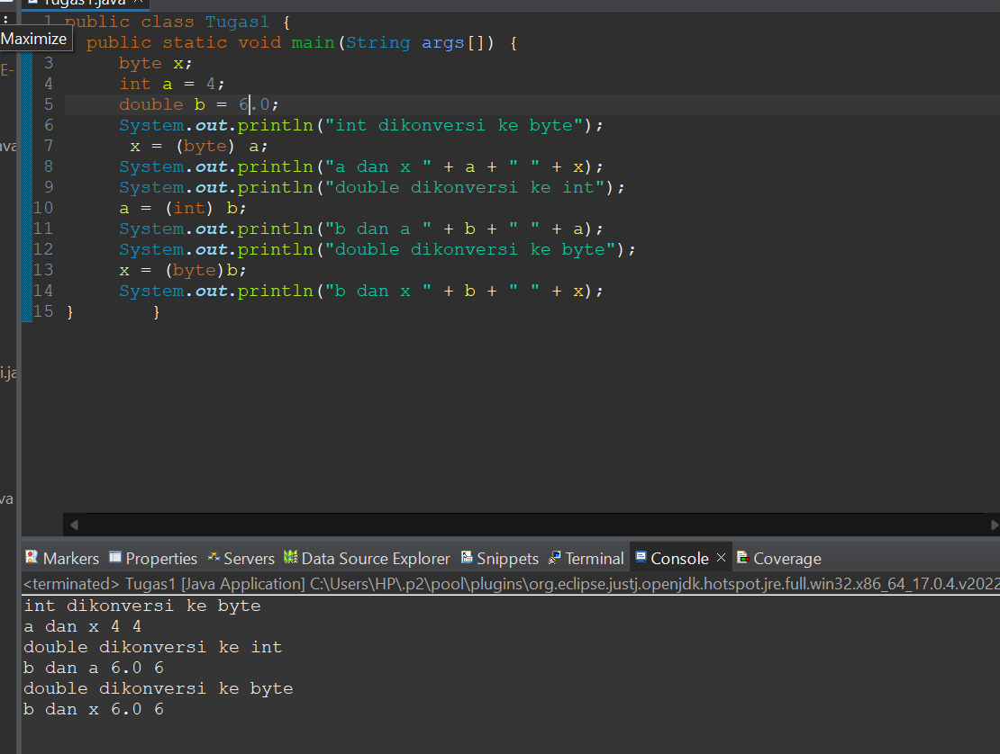 Tugas1.java ×
Maximize
E-
ava
i.ja
va
1 public class Tugas1 {
public static void main(String args[]) {
3 byte x;
4 int a = 4;
5 double b = 6.0;
6 System.out.println("int dikonversi ke byte");
7 x = (byte) a;
8 System.out.println("a dan x " + a + " " + x);
9 System.out.println("double dikonversi ke int");
10 a = (int) b;
11 System.out.println("b dan a " + b + " " + a);
12 System.out.println("double dikonversi ke byte");
13 x = (byte)b;
14 System.out.println("b dan x " + b + " " + x);
15 } }
Markers Properties Servers Data Source Explorer Snippets Terminal Console × Coverage
<terminated> Tugas1 [Java Application] C:\Users\HP\.p2\pool\plugins\org.eclipse.justj.openjdk.hotspot.jre.full.win32.x86_64_17.0.4.v2022
int dikonversi ke byte
a dan x 4 4
double dikonversi ke int
b dan a 6.0 6
double dikonversi ke byte
b dan x 6.0 6